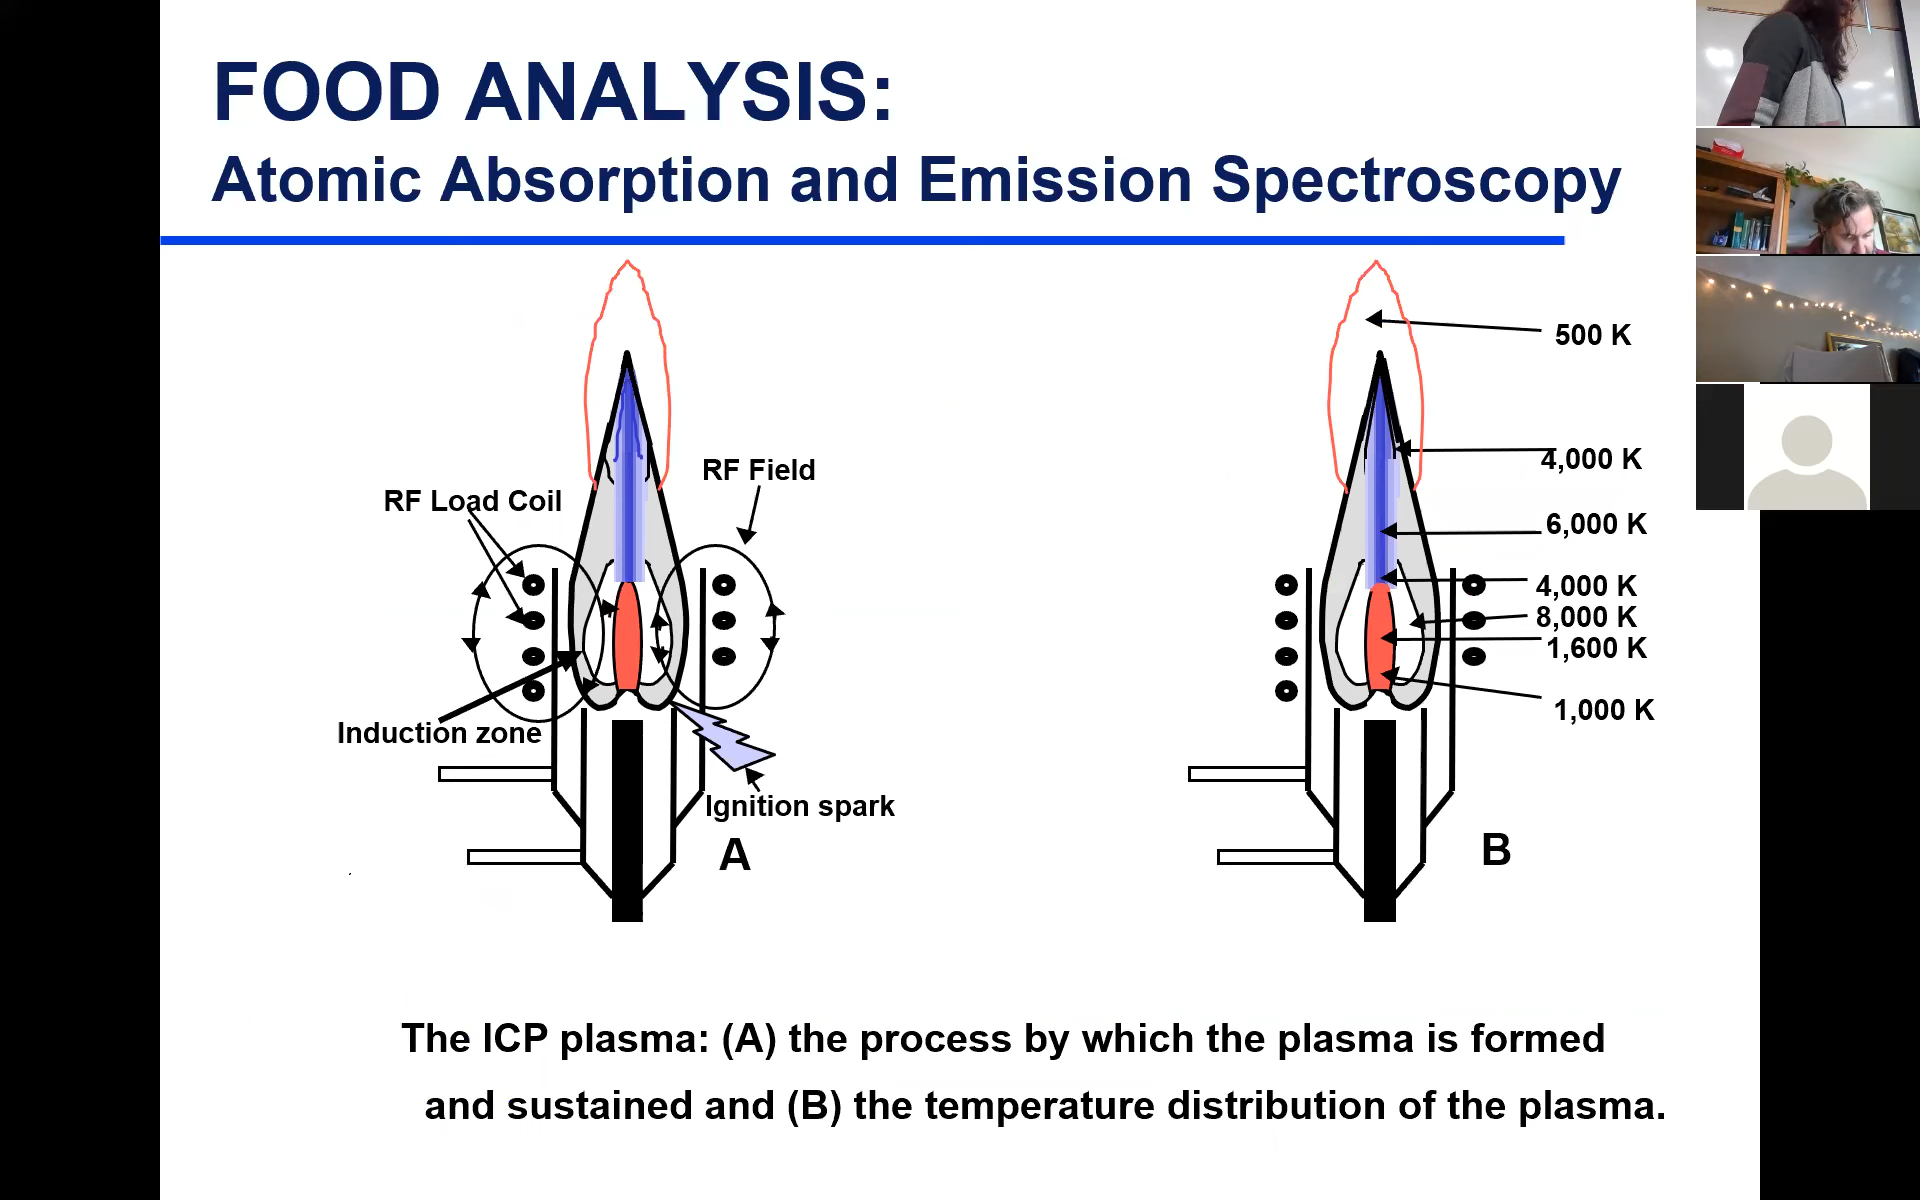 FOOD ANALYSIS:
Atomic Absorption and Emission Spectroscopy
RF Load Coil
RF Field
Induction zone
Ignition spark
A
500 K
4,000 K
6,000 K
4,000 K
8,000 K
1,600 K
1,000 K
B
The ICP plasma: (A) the process by which the plasma is formed
and sustained and (B) the temperature distribution of the plasma.